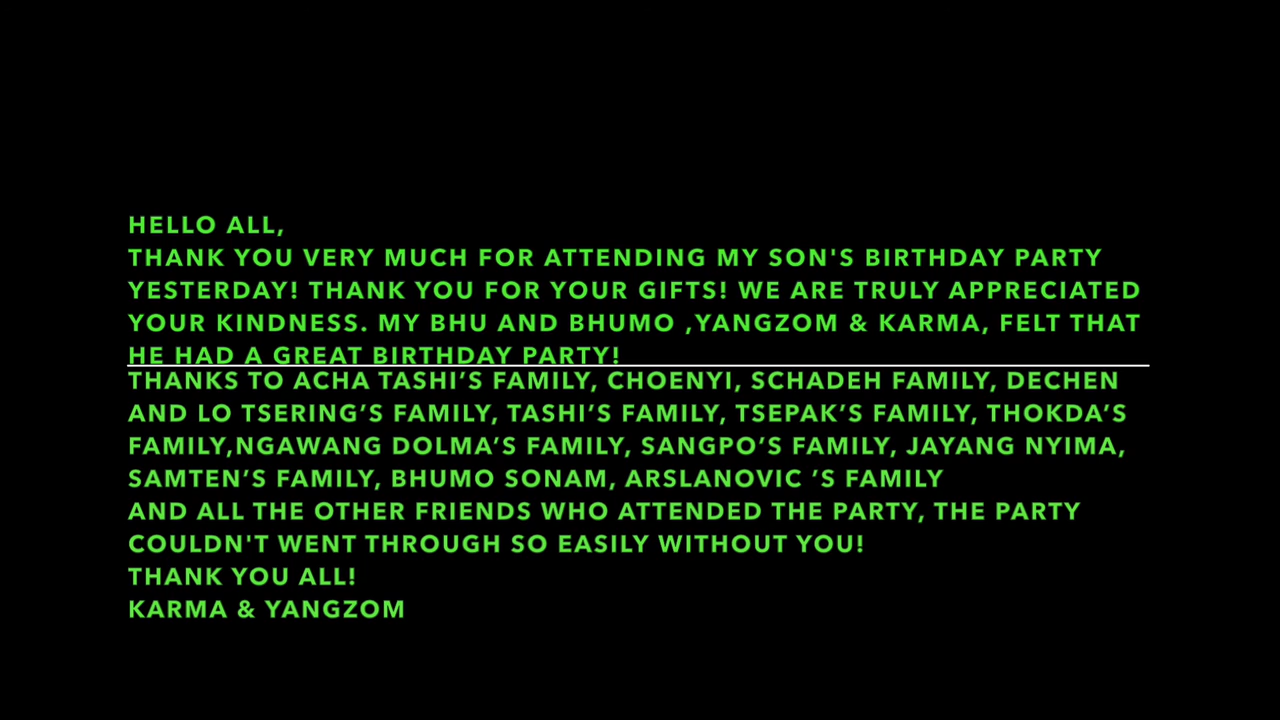 HELLO ALL,
THANK YOU VERY MUCH FOR ATTENDING MY SON'S BIRTHDAY PARTY
YESTERDAY! THANK YOU FOR YOUR GIFTS! WE ARE TRULY APPRECIATED
YOUR KINDNESS. MY BHU AND BHUMO ,YANGZOM & KARMA, FELT THAT
HE HAD A GREAT BIRTHDAY PARTY!
THANKS TO ACHA TASHI’S FAMILY, CHOENYI, SCHADEH FAMILY, DECHEN
AND LO TSERING’S FAMILY, TASHI’S FAMILY, TSEPAK’S FAMILY, THOKDA’S
FAMILY,NGAWANG DOLMA’S FAMILY, SANGPO’S FAMILY, JAYANG NYIMA,
SAMTEN’S FAMILY, BHUMO SONAM, ARSLANOVIC ’S FAMILY
AND ALL THE OTHER FRIENDS WHO ATTENDED THE PARTY, THE PARTY
COULDN'T WENT THROUGH SO EASILY WITHOUT YOU!
THANK YOU ALL!
KARMA & YANGZOM